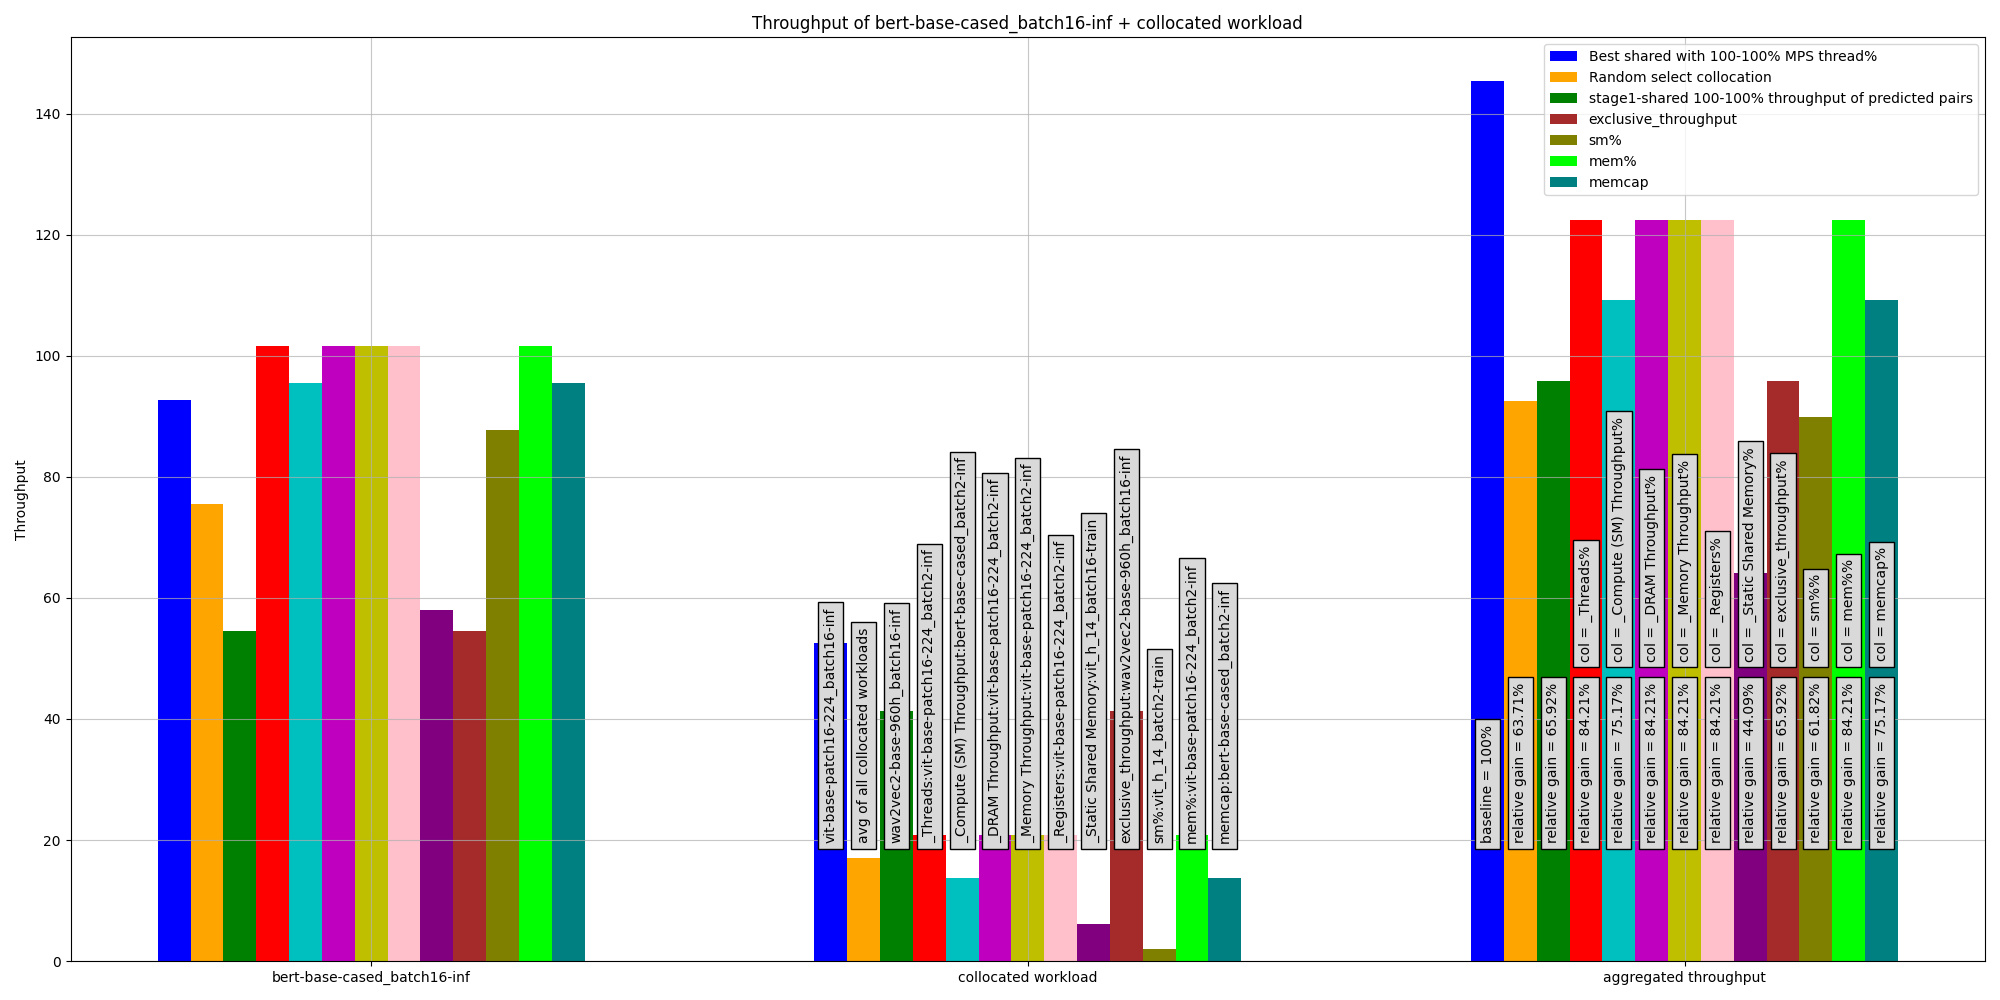 Throughput of bert-base-cased_batch16-inf + collocated workload
Best shared with 100-100% MPS thread%
Random select collocation
stage1-shared 100-100% throughput of predicted pairs
exclusive_throughput
sm%
mem%
memcap
Throughput
140
120
100
80
60
40
20
0
vit-base-patch16-224_batch16-inf
avg of all collocated workloads
wav2vec2-base-960h_batch16-inf
_Threads:vit-base-patch16-224_batch2-inf
_Compute (SM) Throughput:bert-base-cased_batch2-inf
_DRAM Throughput:vit-base-patch16-224_batch2-inf
_Memory Throughput:vit-base-patch16-224_batch2-inf
_Registers:vit-base-patch16-224_batch2-inf
_Static Shared Memory:vit_h_14_batch16-train
exclusive_throughput:wav2vec2-base-960h_batch16-inf
sm%:vit_h_14_batch2-train
mem%:vit-base-patch16-224_batch2-inf
memcap:bert-base-cased_batch2-inf
col = _Threads%
col = _Compute (SM) Throughput%
col = _DRAM Throughput%
col = _Memory Throughput%
col = _Registers%
col = _Static Shared Memory%
col = exclusive_throughput%
col = sm%%
col = mem%%
col = memcap%
baseline = 100%
relative gain = 63.71%
relative gain = 65.92%
relative gain = 84.21%
relative gain = 75.17%
relative gain = 84.21%
relative gain = 84.21%
relative gain = 84.21%
relative gain = 44.09%
relative gain = 65.92%
relative gain = 61.82%
relative gain = 84.21%
relative gain = 75.17%
bert-base-cased_batch16-inf
collocated workload
aggregated throughput